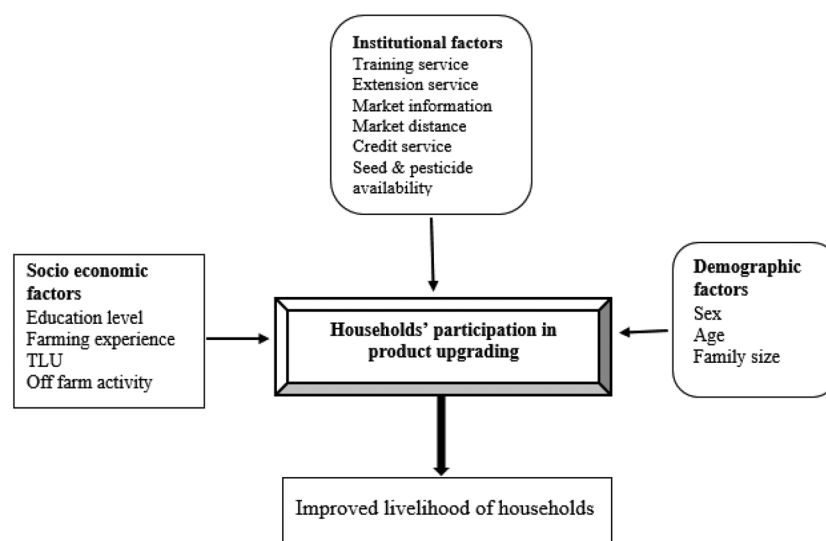 Institutional factors
Training service
Extension service
Market information
Market distance
Credit service
Seed & pesticide
availability
Socio economic
factors
Education level
Farming experience
TLU
Off farm activity
Households’ participation in
product upgrading
Demographic
factors
Sex
Age
Family size
Improved livelihood of households